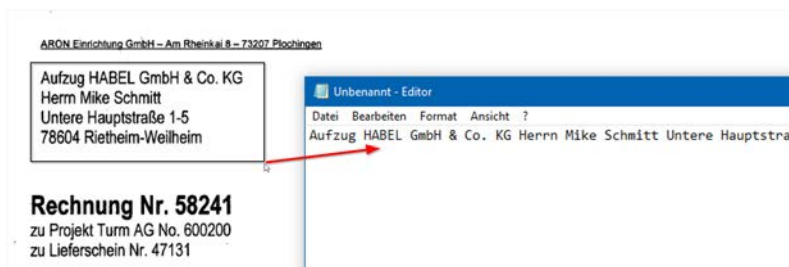 ARON Einrichtung GmbH – Am Rheinkai 8 – 73207 Plochingen
Aufzug HABEL GmbH & Co. KG
Herrn Mike Schmitt
Untere Hauptstraße 1-5
78604 Rietheim-Weilheim
Rechnung Nr. 58241
zu Projekt Turm AG No. 600200
zu Lieferschein Nr. 47131
Unbenannt - Editor
Datei Bearbeiten Format Ansicht ?
Aufzug HABEL GmbH & Co. KG Herrn Mike Schmitt Untere Hauptstra